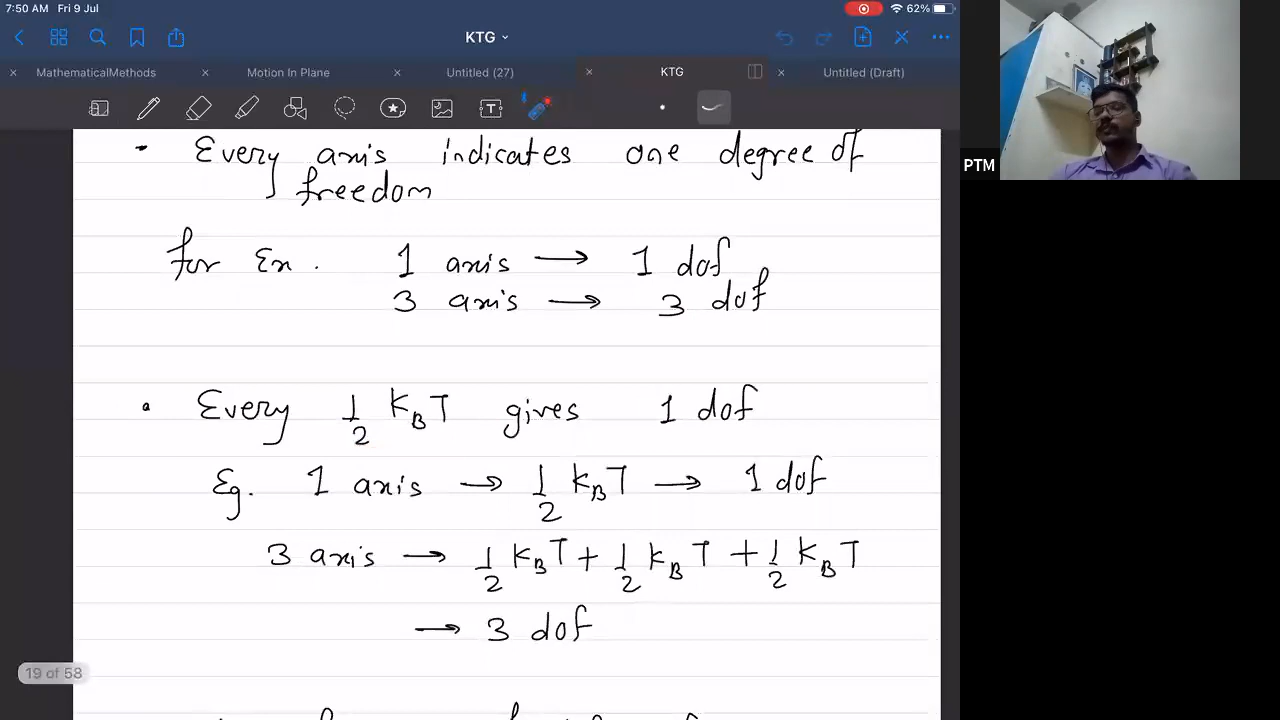 7:50 AM Fri 9 Jul
62%
KTG
MathematicalMethods
Motion In Plane
Untitled (27)
KTG
Untitled (Draft)
PTM
Every axis indicates one degree of
freedom
for Ex. 1 axis → 1 dof
3 axis → 3 dof
Every 1/2 KBT gives 1 dof
Eg. 1 axis → 1/2 KBT → 1 dof
3 axis → 1/2 KBT + 1/2 KBT + 1/2 KBT
→ 3 dof
19 of 58